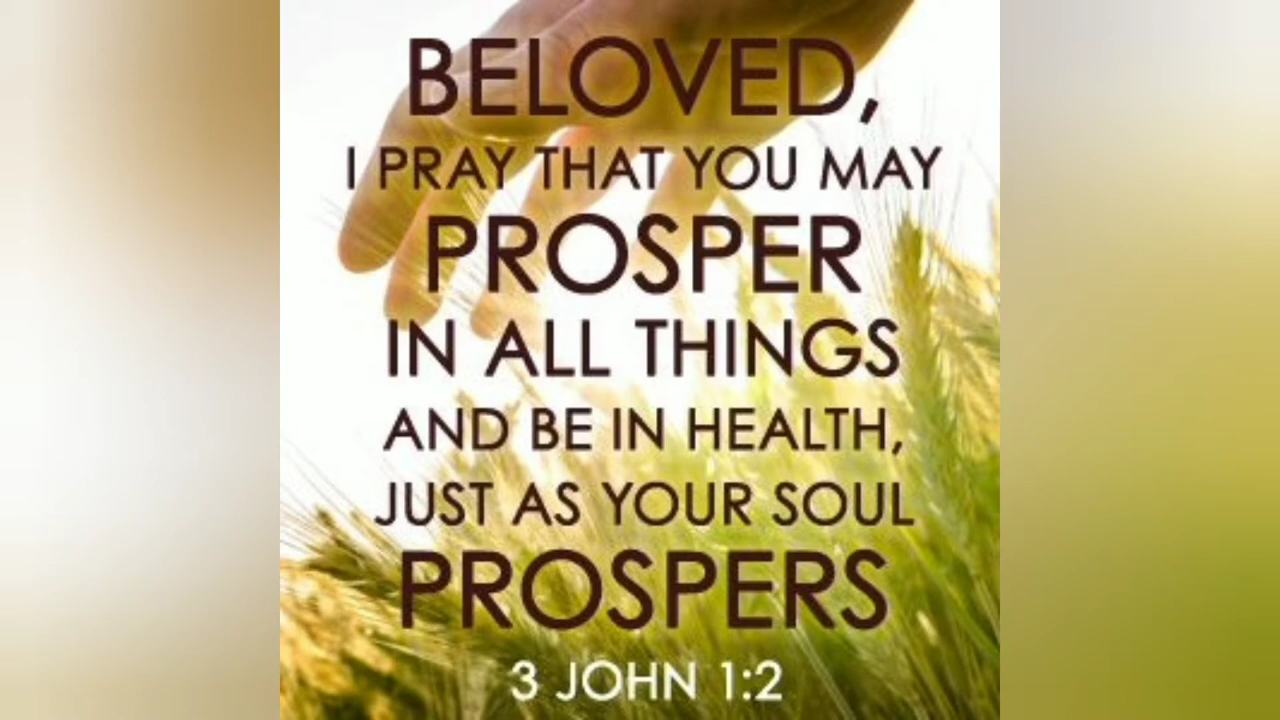 BELOVED,
I PRAY THAT YOU MAY
PROSPER
IN ALL THINGS
AND BE IN HEALTH,
JUST AS YOUR SOUL
PROSPERS
3 JOHN 1:2